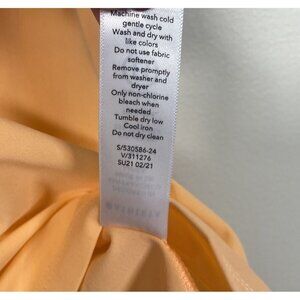 Machine wash cold
gentle cycle
Wash and dry with
like colors
Do not use fabric
softener
Remove promptly
from washer and
dryer
Only non-chlorine
bleach when
needed
Tumble dry low
Cool iron
Do not dry clean
S/530586-24
V/311276
SU21 02/21